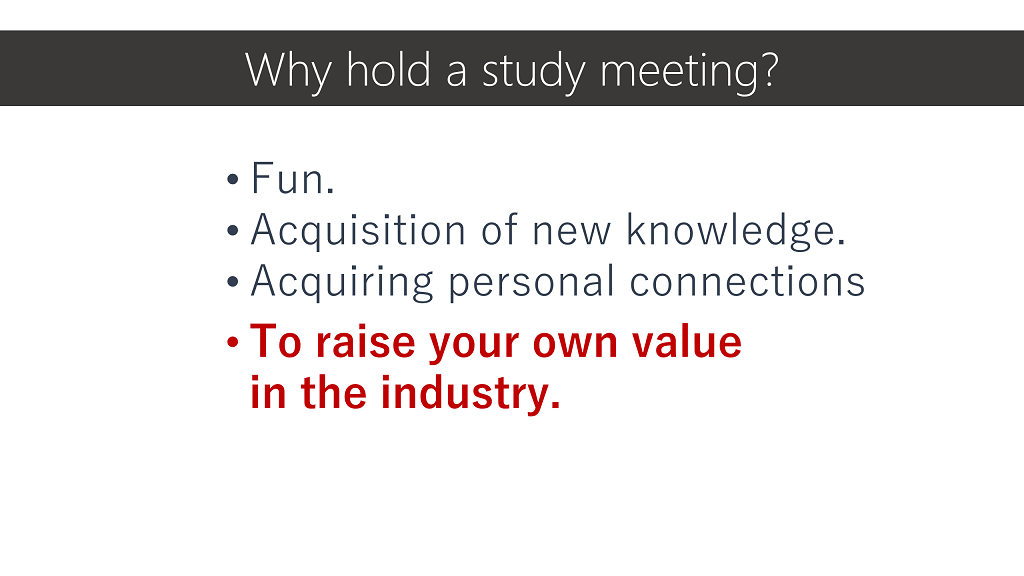 Why hold a study meeting?
• Fun.
• Acquisition of new knowledge.
• Acquiring personal connections
• To raise your own value
in the industry.